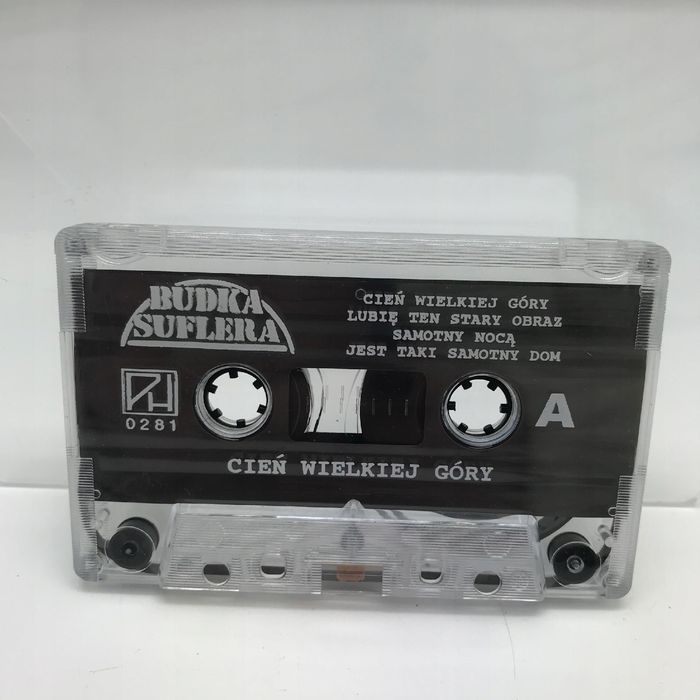 BUDKA
SUFLERA
CIEŃ WIELKIEJ GÓRY
LUBIĘ TEN STARY OBRAZ
SAMOTNY NOCĄ
JEST TAKI SAMOTNY DOM
0281
A
CIEŃ WIELKIEJ GÓRY